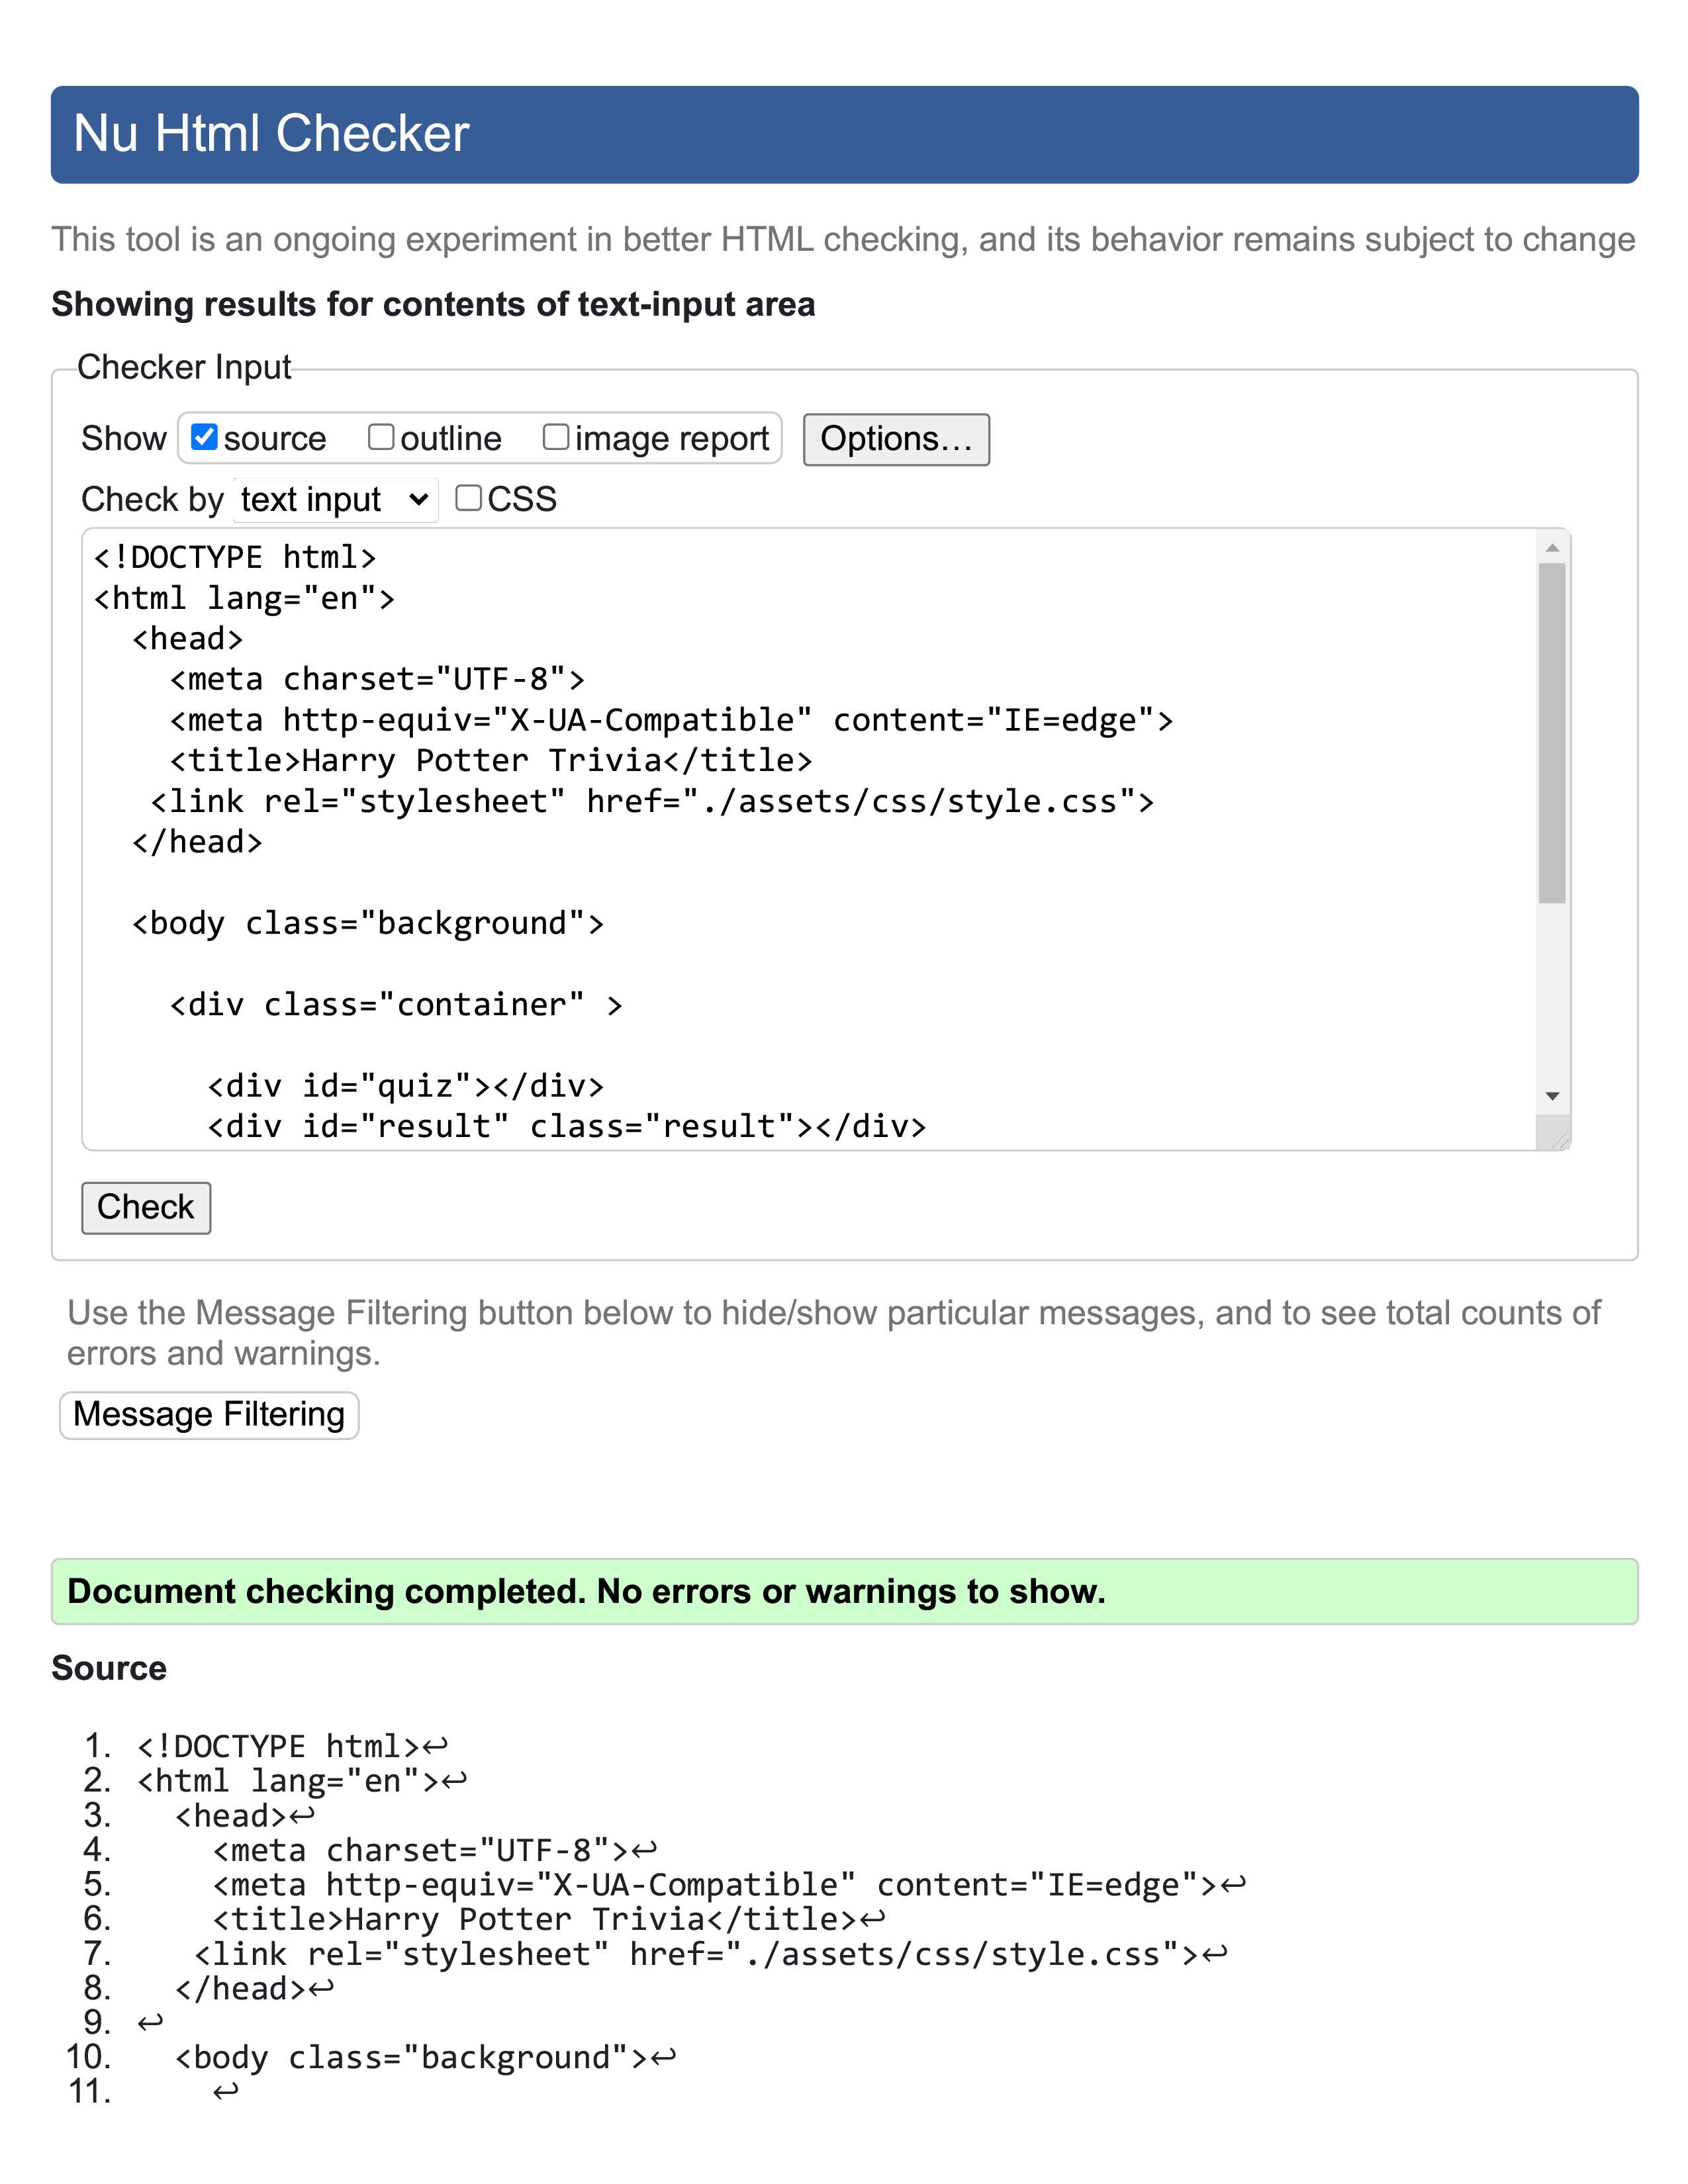 Nu Html Checker
This tool is an ongoing experiment in better HTML checking, and its behavior remains subject to change
Showing results for contents of text-input area
Checker Input
Show source outline image report Options…
Check by text input CSS
<!DOCTYPE html>
<html lang="en">
  <head>
    <meta charset="UTF-8">
    <meta http-equiv="X-UA-Compatible" content="IE=edge">
    <title>Harry Potter Trivia</title>
   <link rel="stylesheet" href="./assets/css/style.css">
  </head>
  <body class="background">
    <div class="container" >
      <div id="quiz"></div>
      <div id="result" class="result"></div>
Check
Use the Message Filtering button below to hide/show particular messages, and to see total counts of
errors and warnings.
Message Filtering
Document checking completed. No errors or warnings to show.
Source
1. <!DOCTYPE html>↩
2. <html lang="en">↩
3.   <head>↩
4.     <meta charset="UTF-8">↩
5.     <meta http-equiv="X-UA-Compatible" content="IE=edge">↩
6.     <title>Harry Potter Trivia</title>↩
7.    <link rel="stylesheet" href="./assets/css/style.css">↩
8.   </head>↩
9. ↩
10.   <body class="background">↩
11.     ↩